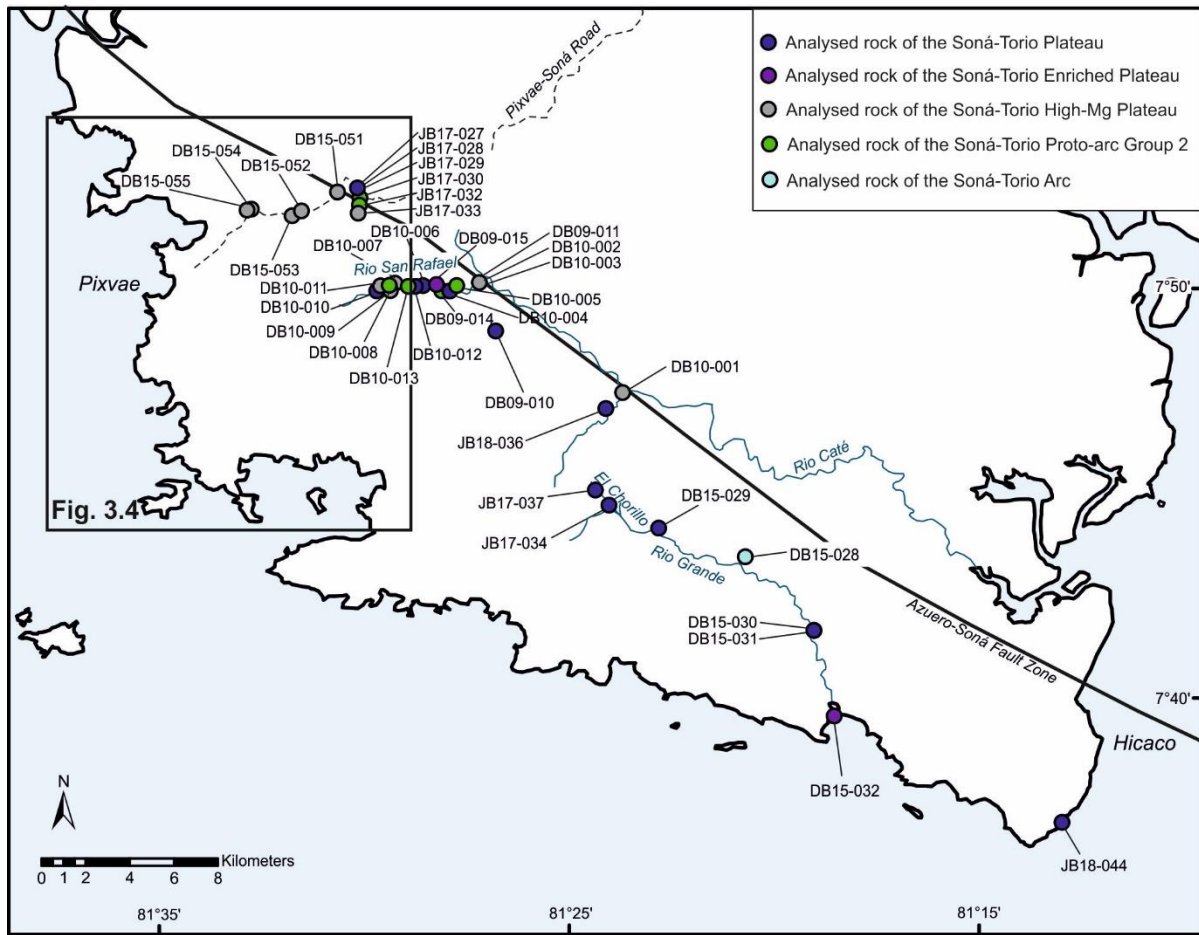 Analysed rock of the Soná-Torio Plateau
Analysed rock of the Soná-Torio Enriched Plateau
Analysed rock of the Soná-Torio High-Mg Plateau
Analysed rock of the Soná-Torio Proto-arc Group 2
Analysed rock of the Soná-Torio Arc
Pixvae-Soná Road
JB17-027
JB17-028
JB17-029
JB17-030
JB17-032
JB17-033
DB15-051
DB15-054
DB15-052
DB15-055
DB15-053
DB10-006
DB10-007
DB09-015
DB09-011
DB10-002
DB10-003
Rio San Rafael
Pixvae
DB10-011
DB10-010
DB10-009
DB10-008
DB10-013
DB10-012
DB09-014
DB10-005
DB10-004
7°50'
DB09-010
DB10-001
JB18-036
Rio Caté
JB17-037
El Chorillo
DB15-029
JB17-034
Fig. 3.4
Rio Grande
DB15-028
Azuero-Soná Fault Zone
DB15-030
DB15-031
7°40'
Hicaco
DB15-032
JB18-044
N
Kilometers
0 1 2 4 6 8
81°35'
81°25'
81°15'